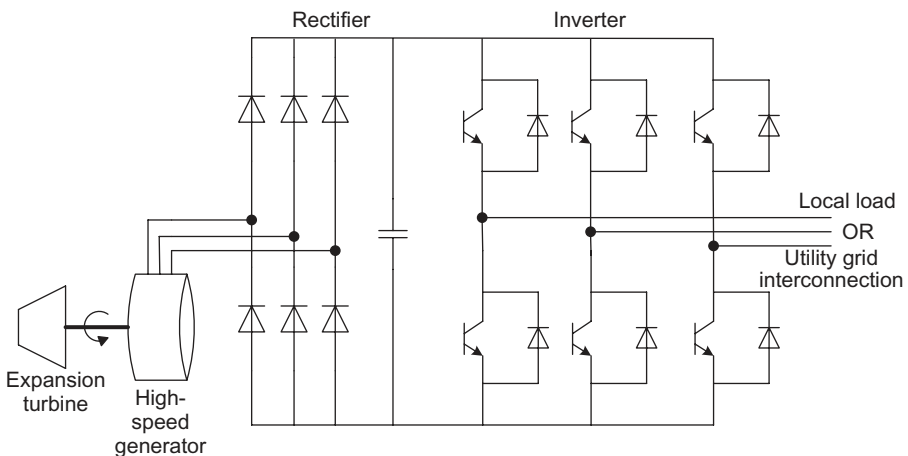 Rectifier
Inverter
Local load
OR
Utility grid
interconnection
Expansion
turbine
High-
speed
generator